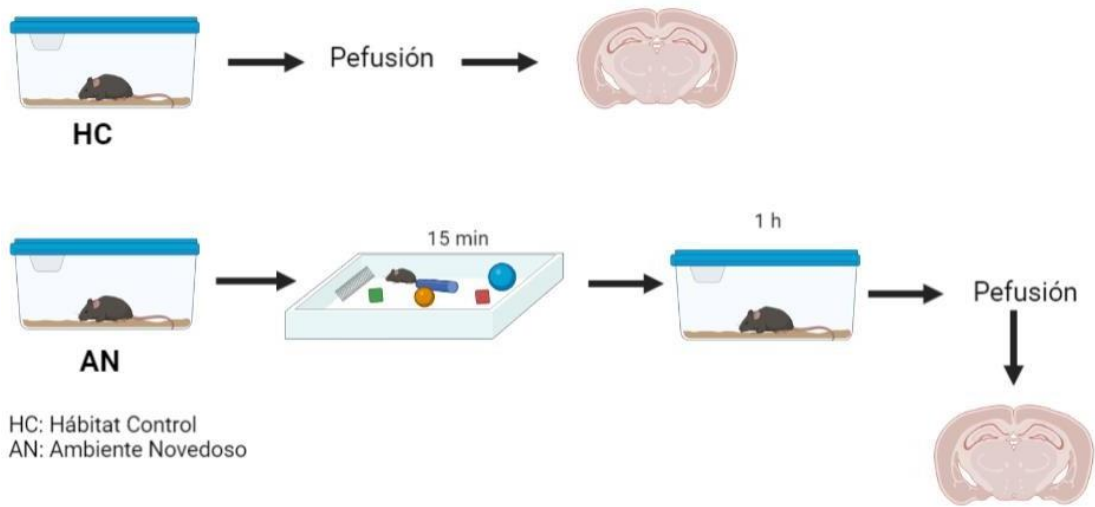 Pefusión
HC
15 min
1 h
Pefusión
AN
HC: Hábitat Control
AN: Ambiente Novedoso